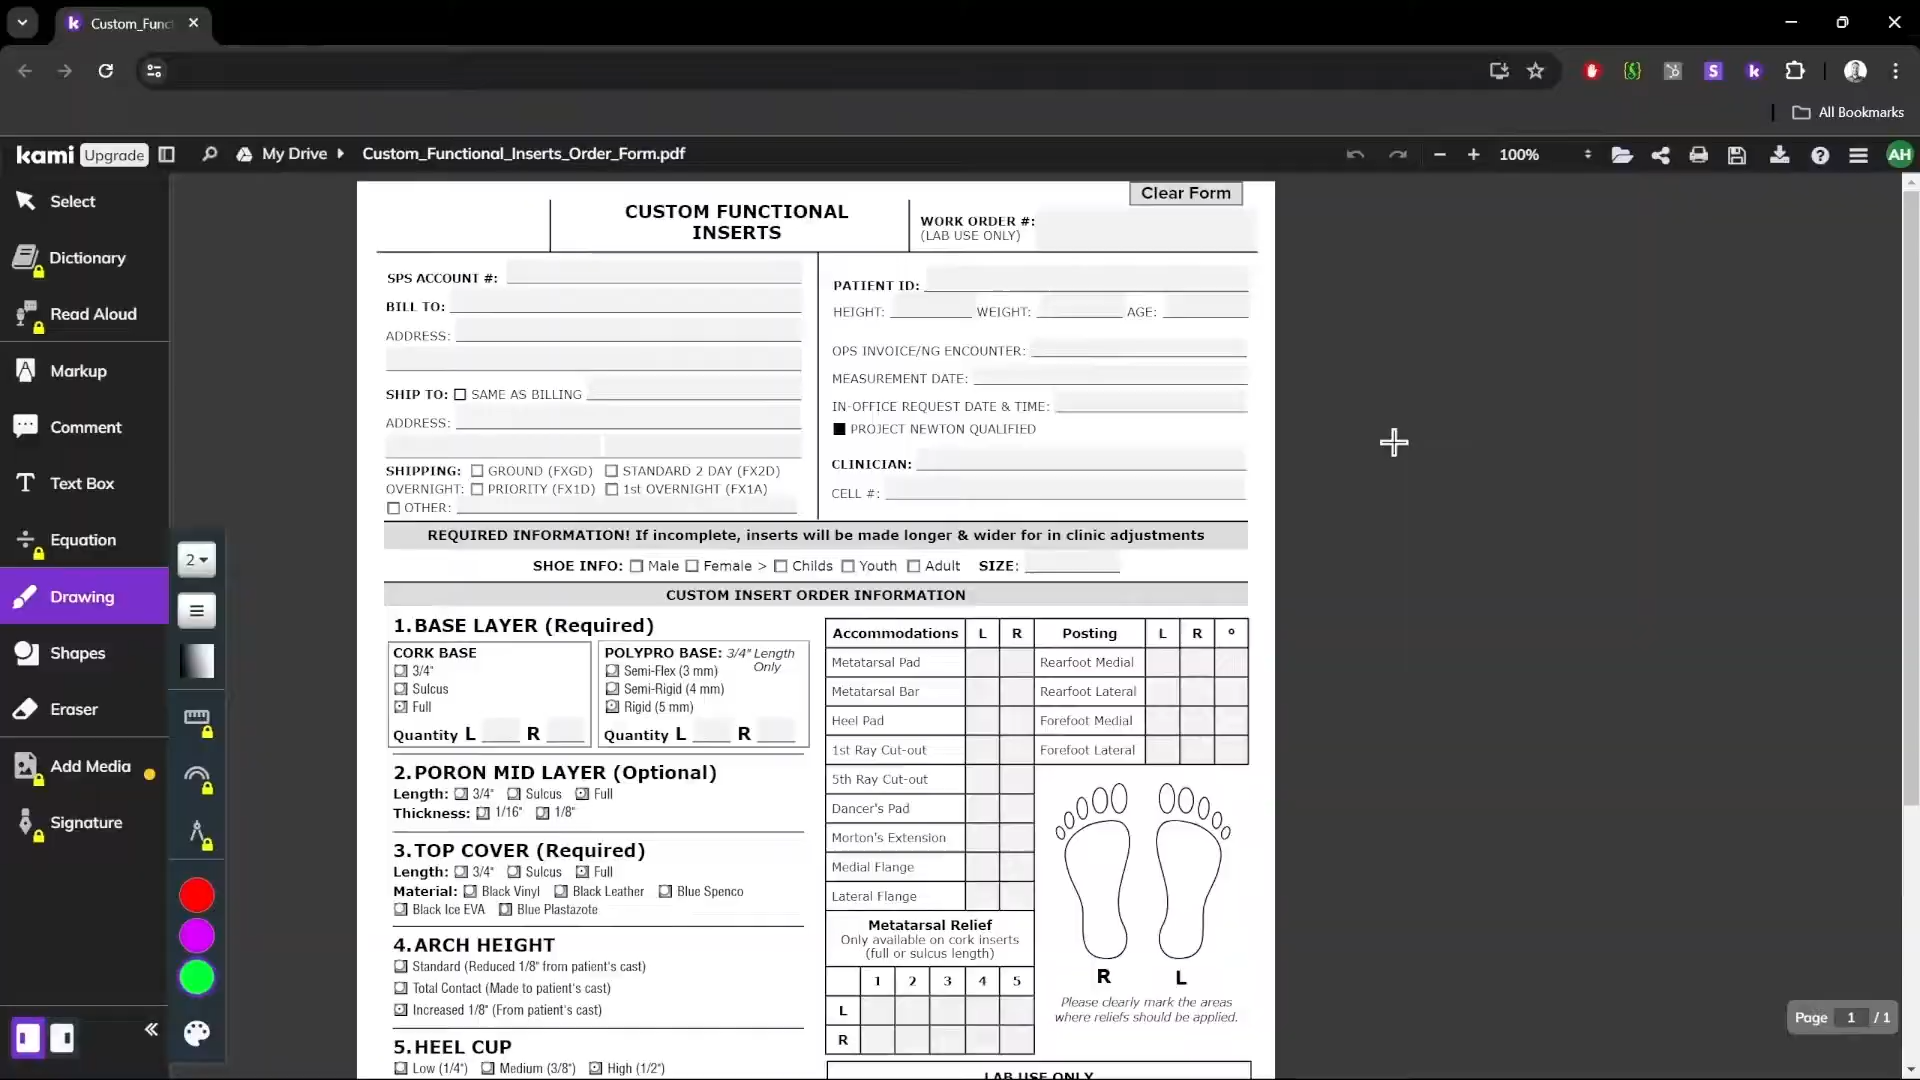 Custom_Func
All Bookmarks
kami Upgrade My Drive Custom_Functional_Inserts_Order_Form.pdf 100% AH
Select
Dictionary
Read Aloud
Markup
Comment
Text Box
Equation
Drawing
Shapes
Eraser
Add Media
Signature
2
Clear Form
CUSTOM FUNCTIONAL
INSERTS
WORK ORDER #:
(LAB USE ONLY)
SPS ACCOUNT #:
BILL TO:
ADDRESS:
SHIP TO: SAME AS BILLING
ADDRESS:
SHIPPING: GROUND (FXGD) STANDARD 2 DAY (FX2D)
OVERNIGHT: PRIORITY (FX1D) 1st OVERNIGHT (FX1A)
OTHER:
PATIENT ID:
HEIGHT: WEIGHT: AGE:
OPS INVOICE/NG ENCOUNTER:
MEASUREMENT DATE:
IN-OFFICE REQUEST DATE & TIME:
PROJECT NEWTON QUALIFIED
CLINICIAN:
CELL #:
REQUIRED INFORMATION! If incomplete, inserts will be made longer & wider for in clinic adjustments
SHOE INFO: Male Female > Childs Youth Adult SIZE:
CUSTOM INSERT ORDER INFORMATION
1.BASE LAYER (Required)
CORK BASE
3/4"
Sulcus
Full
Quantity L R
POLYPRO BASE: 3/4" Length
Only
Semi-Flex (3 mm)
Semi-Rigid (4 mm)
Rigid (5 mm)
Quantity L R
2.PORON MID LAYER (Optional)
Length: 3/4" Sulcus Full
Thickness: 1/16" 1/8"
3.TOP COVER (Required)
Length: 3/4" Sulcus Full
Material: Black Vinyl Black Leather Blue Spenco
Black Ice EVA Blue Plastazote
4.ARCH HEIGHT
Standard (Reduced 1/8" from patient's cast)
Total Contact (Made to patient's cast)
Increased 1/8" (From patient's cast)
5.HEEL CUP
Low (1/4") Medium (3/8") High (1/2")
Accommodations L R Posting L R °
Metatarsal Pad Rearfoot Medial
Metatarsal Bar Rearfoot Lateral
Heel Pad Forefoot Medial
1st Ray Cut-out Forefoot Lateral
5th Ray Cut-out
Dancer's Pad
Morton's Extension
Medial Flange
Lateral Flange
Metatarsal Relief
Only available on cork inserts
(full or sulcus length)
1 2 3 4 5
L
R
R L
Please clearly mark the areas
where reliefs should be applied.
LAB USE ONLY
Page 1 / 1